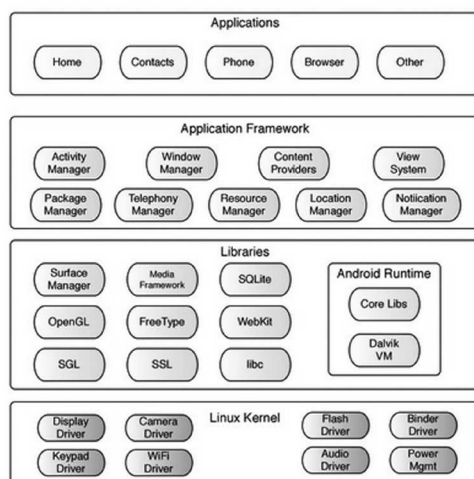 Applications
Home
Contacts
Phone
Browser
Other
Application Framework
Activity
Manager
Window
Manager
Content
Providers
View
System
Package
Manager
Telephony
Manager
Resource
Manager
Location
Manager
Notiication
Manager
Libraries
Surface
Manager
Media
Framework
SQLite
OpenGL
FreeType
WebKit
SGL
SSL
libc
Android Runtime
Core Libs
Dalvik
VM
Linux Kernel
Display
Driver
Camera
Driver
Flash
Driver
Binder
Driver
Keypad
Driver
WiFi
Driver
Audio
Driver
Power
Mgmt